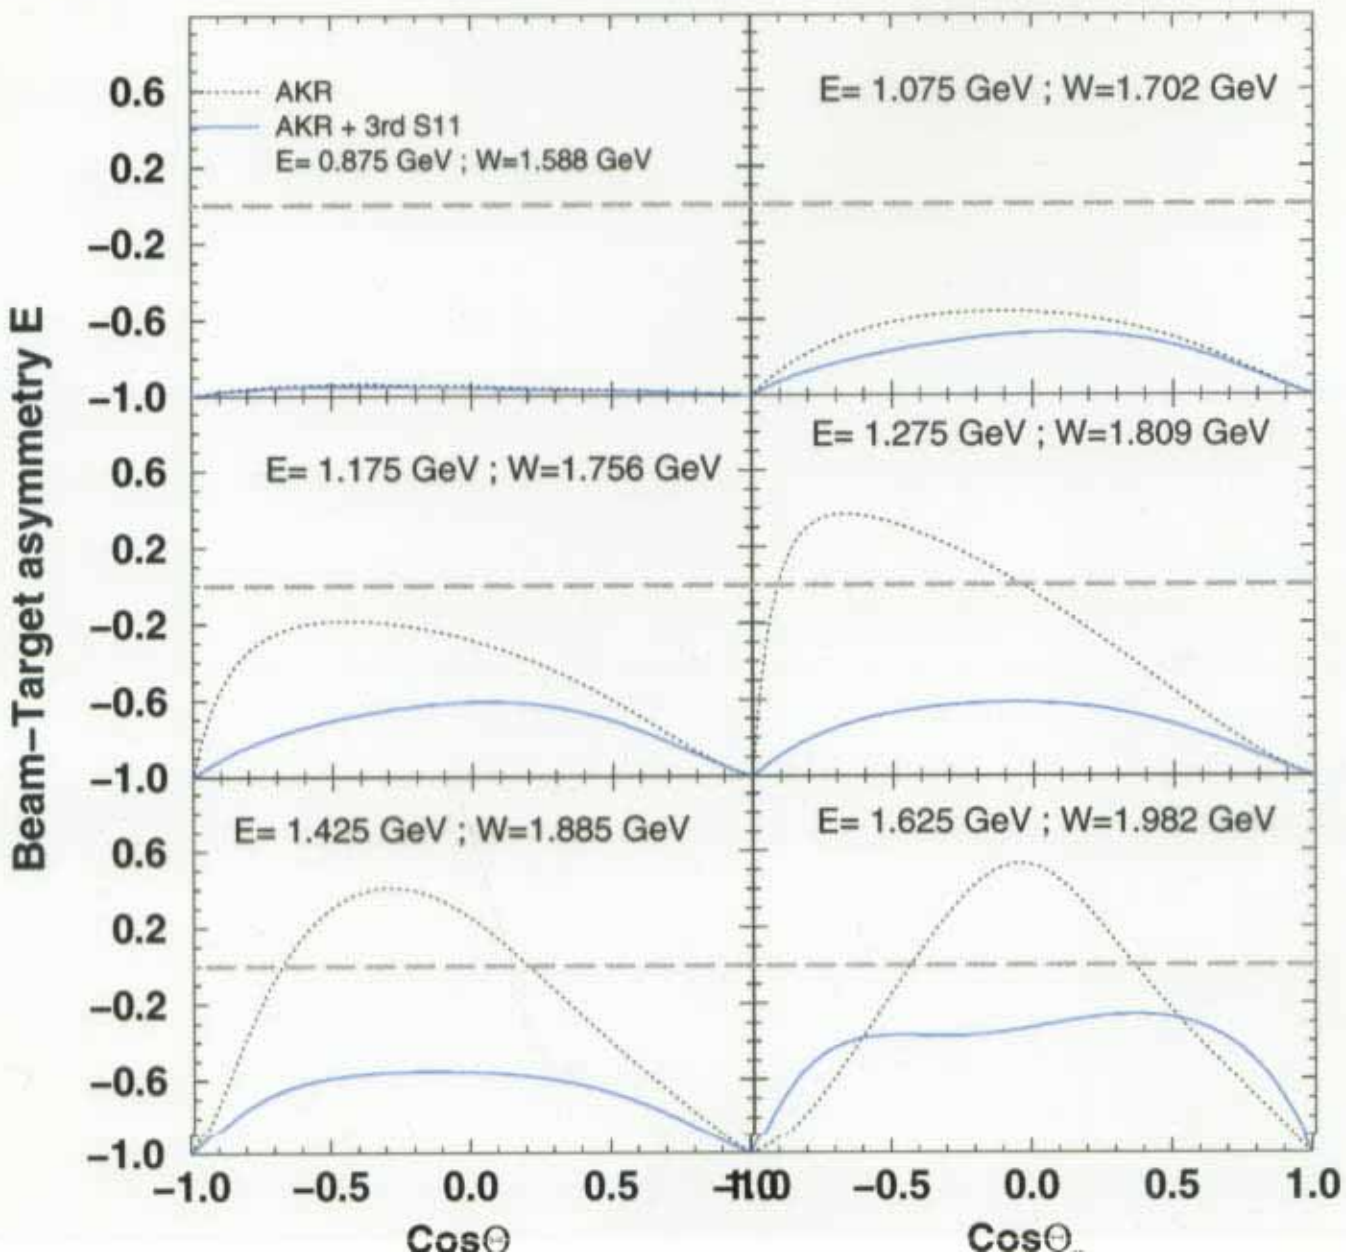 Beam-Target asymmetry E
0.6
0.2
−0.2
−0.6
−1.0
AKR
AKR + 3rd S11
E= 0.875 GeV ; W=1.588 GeV
E= 1.075 GeV ; W=1.702 GeV
0.6
0.2
−0.2
−0.6
−1.0
E= 1.175 GeV ; W=1.756 GeV
E= 1.275 GeV ; W=1.809 GeV
0.6
0.2
−0.2
−0.6
−1.0
E= 1.425 GeV ; W=1.885 GeV
E= 1.625 GeV ; W=1.982 GeV
−1.0 −0.5 0.0 0.5 −0.5 0.0 0.5 1.0
CosΘ CosΘ